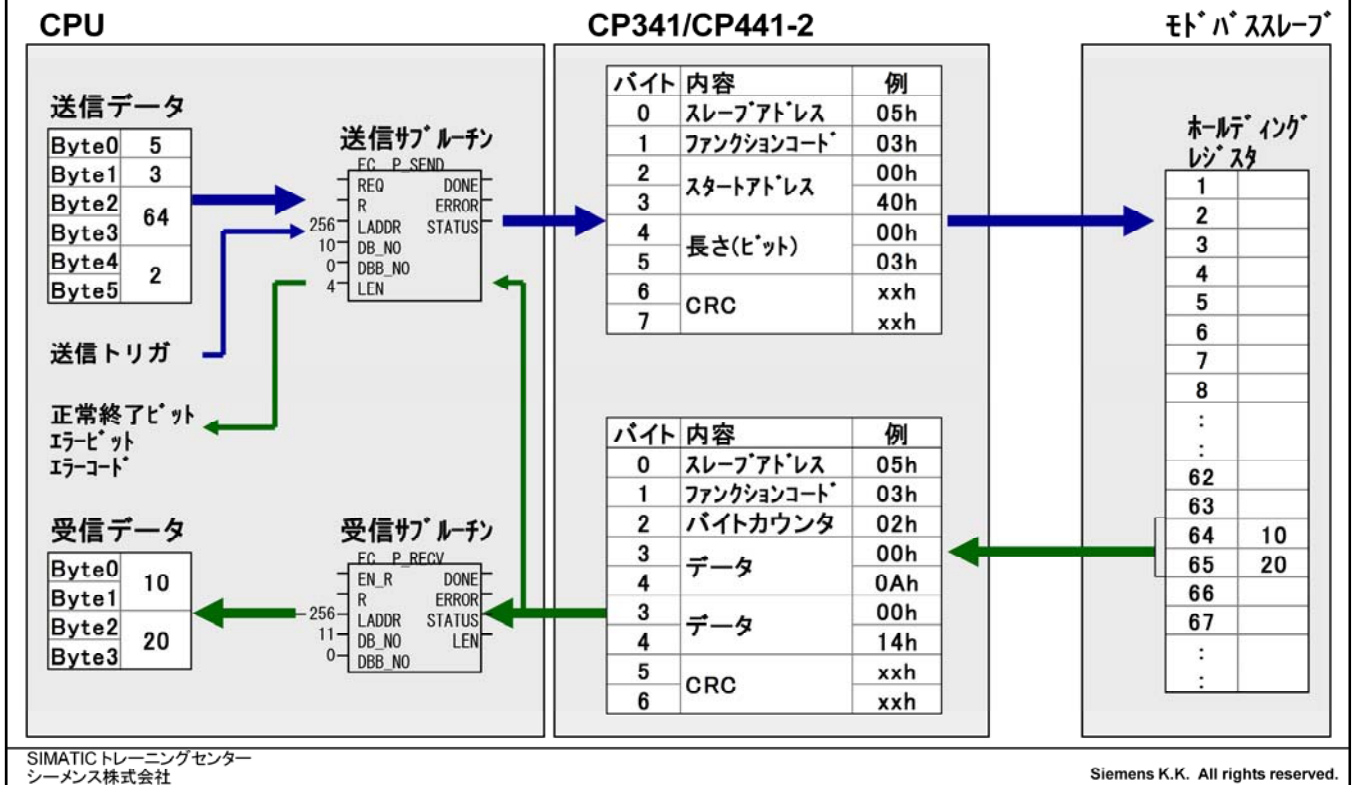 CPU
CP341/CP441-2
ﾓﾄﾞﾊﾞｽｽﾚｰﾌﾞ
送信データ
Byte0 5
Byte1 3
Byte2 64
Byte3
Byte4 2
Byte5
送信トリガ
正常終了ﾋﾞｯﾄ
ｴﾗｰﾋﾞｯﾄ
ｴﾗｰｺｰﾄﾞ
受信データ
Byte0 10
Byte1
Byte2 20
Byte3
送信ｻﾌﾞﾙｰﾁﾝ
FC P_SEND
REQ DONE
R ERROR
256 LADDR STATUS
10 DB_NO
0 DBB_NO
4 LEN
受信ｻﾌﾞﾙｰﾁﾝ
FC P_RECV
EN_R DONE
R ERROR
256 LADDR STATUS
11 DB_NO LEN
0 DBB_NO
バイト 内容 例
0 ｽﾚｰﾌﾞｱﾄﾞﾚｽ 05h
1 ﾌｧﾝｸｼｮﾝｺｰﾄﾞ 03h
2 ｽﾀｰﾄｱﾄﾞﾚｽ 00h
3 40h
4 長さ(ﾋﾞｯﾄ) 00h
5 03h
6 CRC xxh
7 xxh
バイト 内容 例
0 ｽﾚｰﾌﾞｱﾄﾞﾚｽ 05h
1 ﾌｧﾝｸｼｮﾝｺｰﾄﾞ 03h
2 バイトカウンタ 02h
3 データ 00h
4 0Ah
3 データ 00h
4 14h
5 CRC xxh
6 xxh
ﾎｰﾙﾃﾞｨﾝｸﾞ
ﾚｼﾞｽﾀ
1
2
3
4
5
6
7
8
:
:
62
63
64 10
65 20
66
67
:
:
SIMATIC トレーニングセンター
シーメンス株式会社
Siemens K.K. All rights reserved.